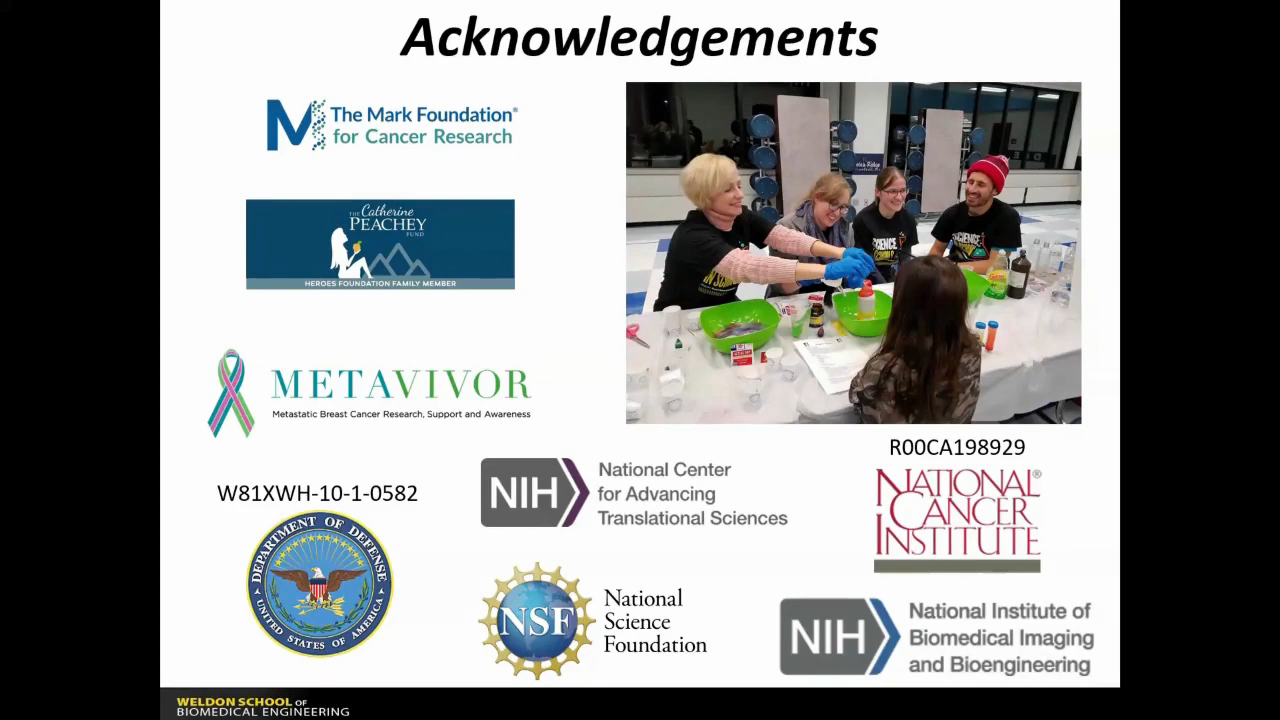 Acknowledgements
The Mark Foundation®
for Cancer Research
THE Catherine
PEACHEY
FUND
HEROES FOUNDATION FAMILY MEMBER
METAVIVOR
Metastatic Breast Cancer Research, Support and Awareness
W81XWH-10-1-0582
DEPARTMENT OF DEFENSE
UNITED STATES OF AMERICA
NIH
National Center
for Advancing
Translational Sciences
NSF
National
Science
Foundation
SCIENCE
R00CA198929
NATIONAL®
CANCER
INSTITUTE
NIH
National Institute of
Biomedical Imaging
and Bioengineering
WELDON SCHOOL OF
BIOMEDICAL ENGINEERING